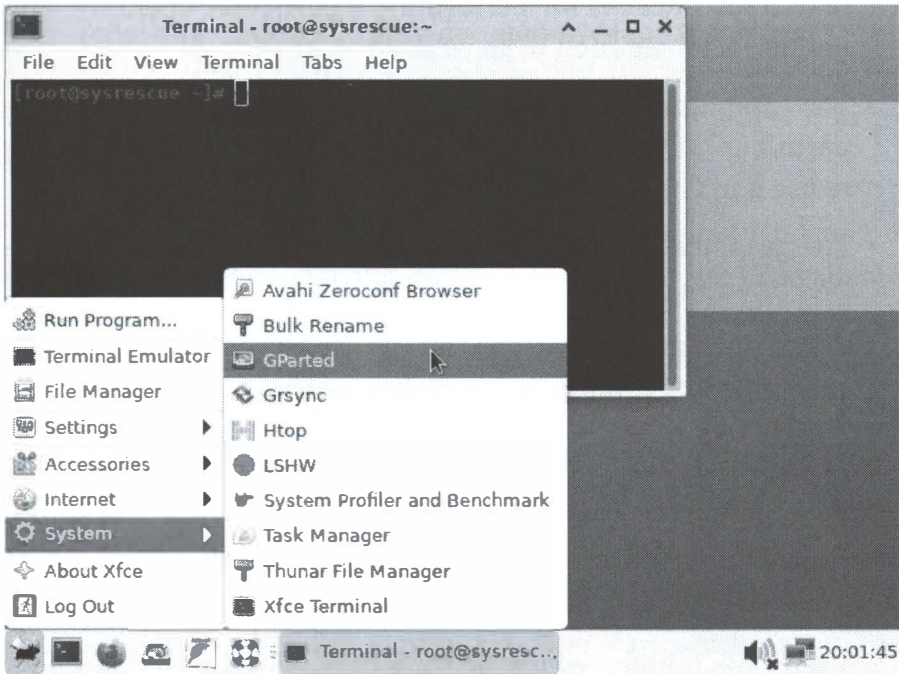 Terminal - root@sysrescue:~
File Edit View Terminal Tabs Help
[root@sysrescue ~]#
Run Program...
Terminal Emulator
File Manager
Settings
Accessories
Internet
System
About Xfce
Log Out
Avahi Zeroconf Browser
Bulk Rename
GParted
Grsync
Htop
LSHW
System Profiler and Benchmark
Task Manager
Thunar File Manager
Xfce Terminal
Terminal - root@sysresc...
20:01:45